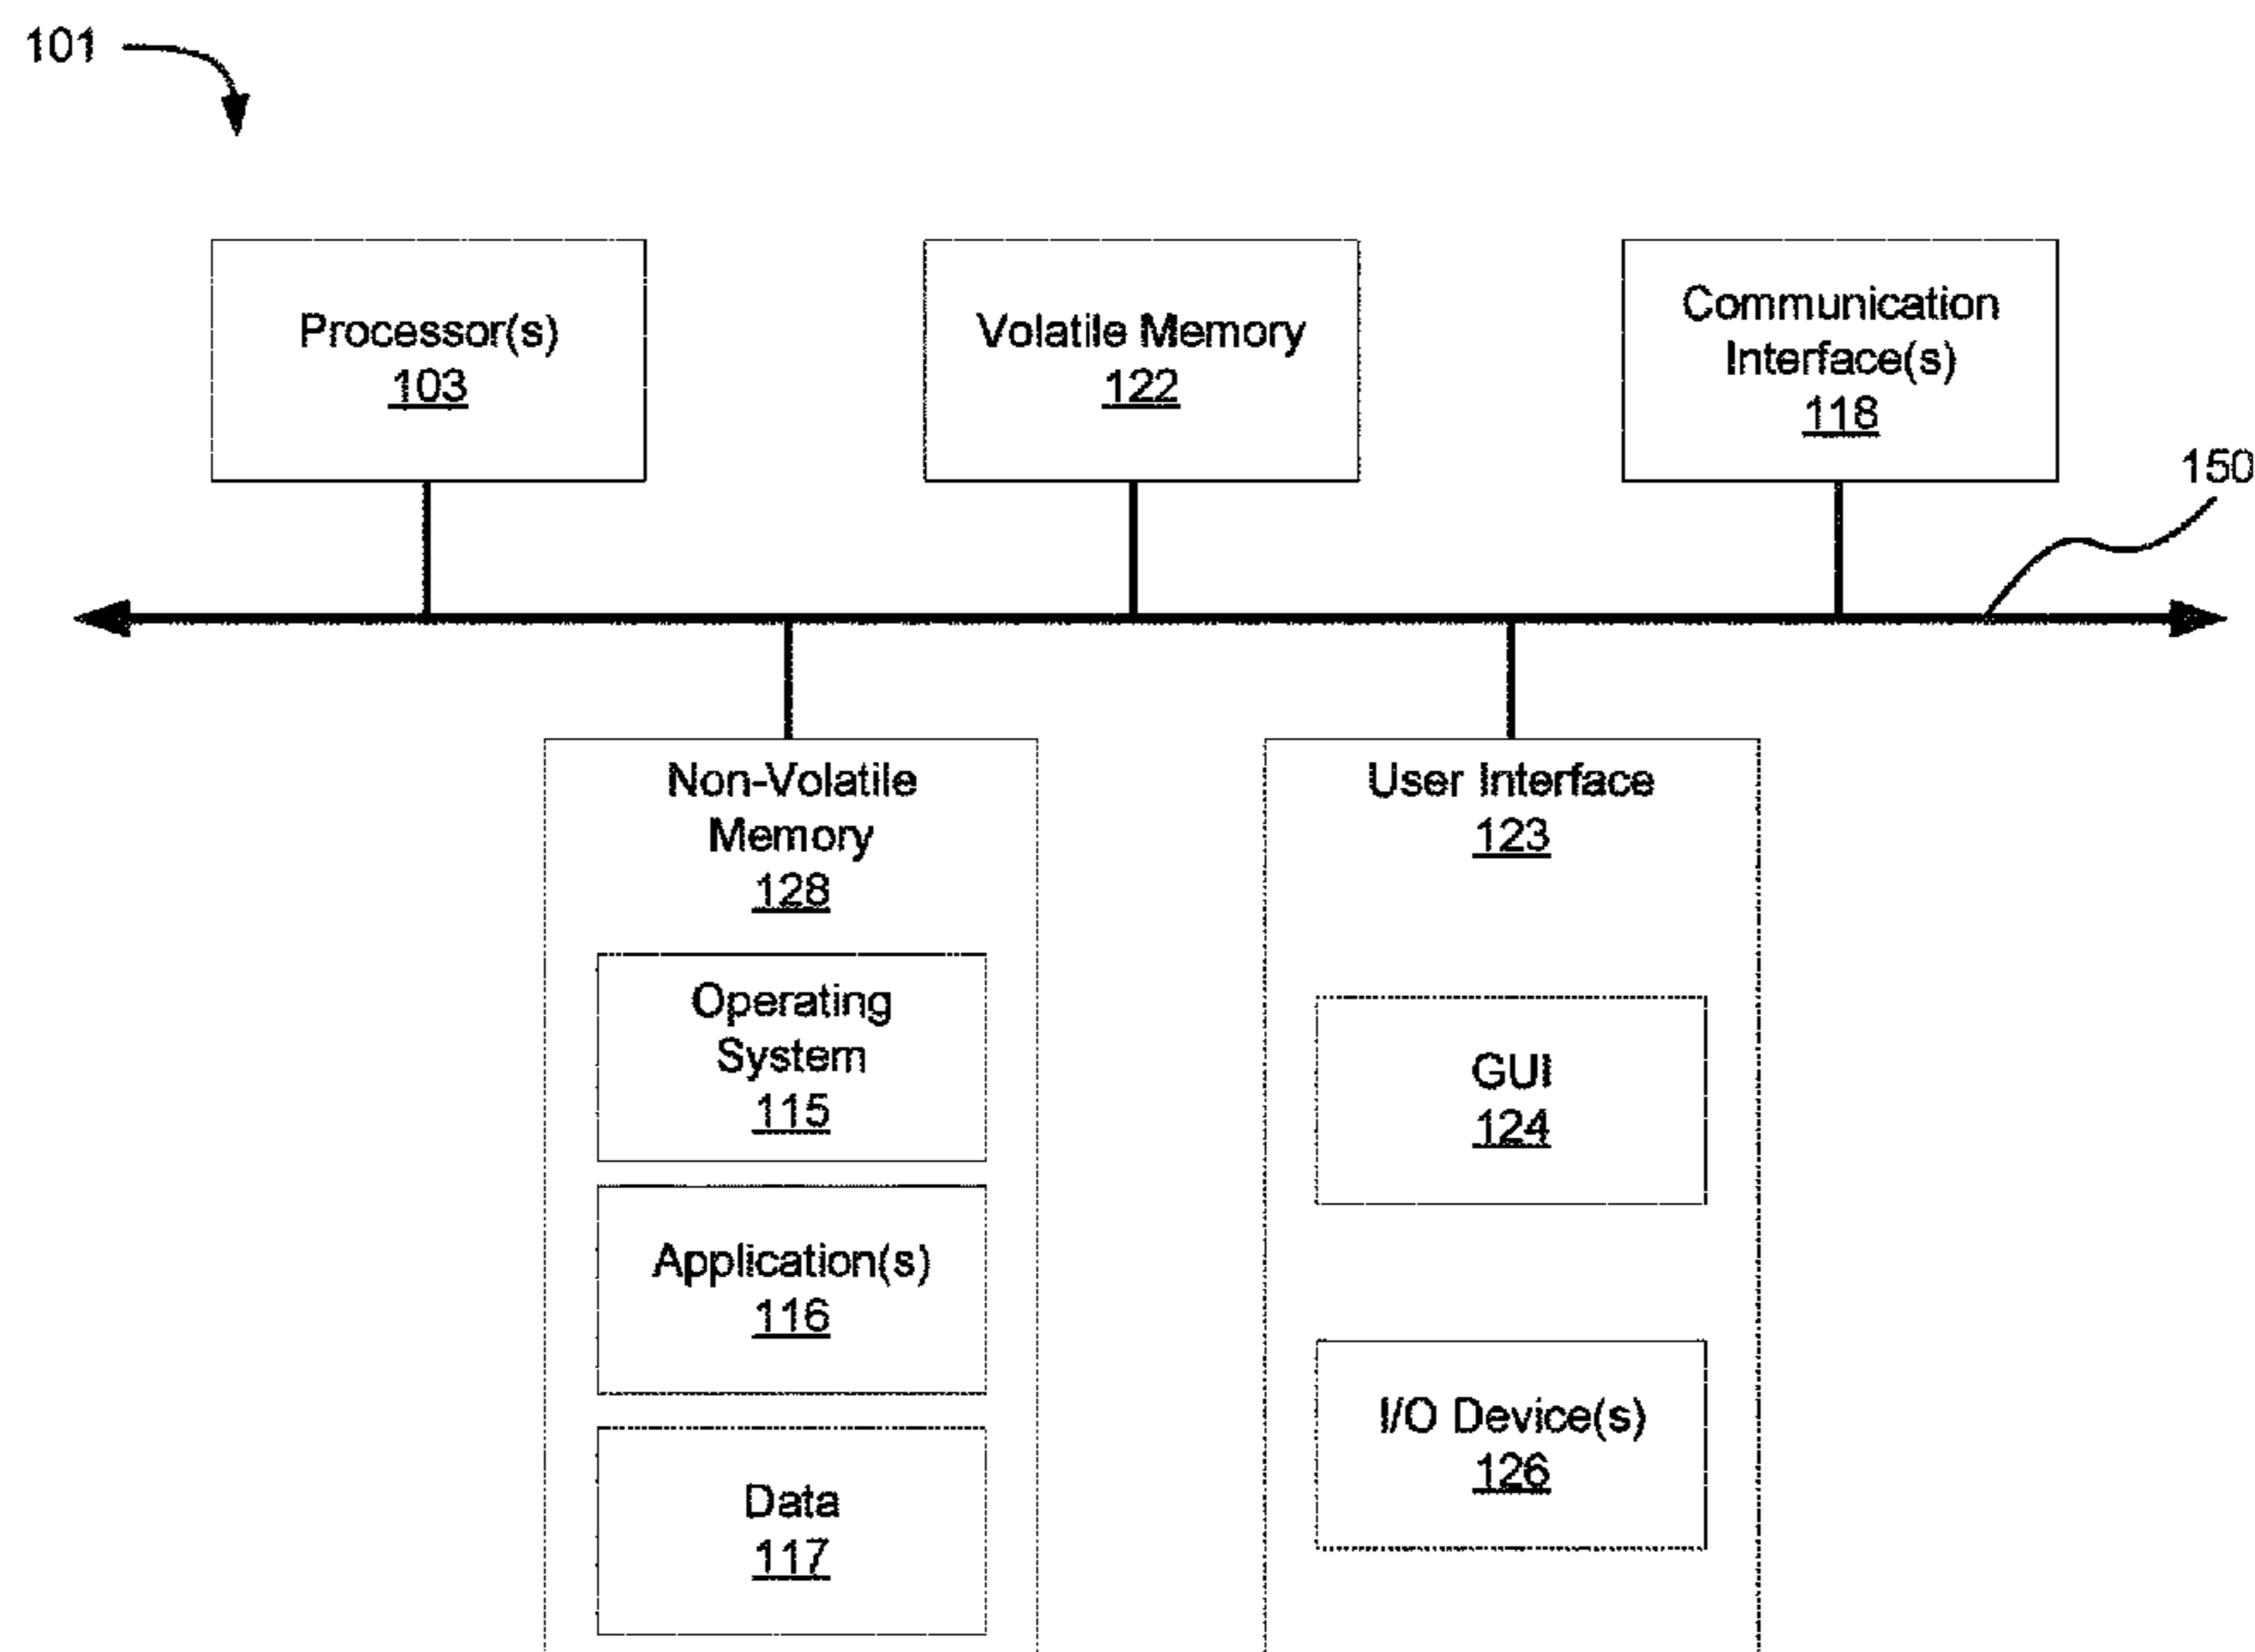 101
Processor(s)
103
Volatile Memory
122
Communication
Interface(s)
118
150
Non-Volatile
Memory
128
Operating
System
115
Application(s)
116
Data
117
User Interface
123
GUI
124
I/O Device(s)
126